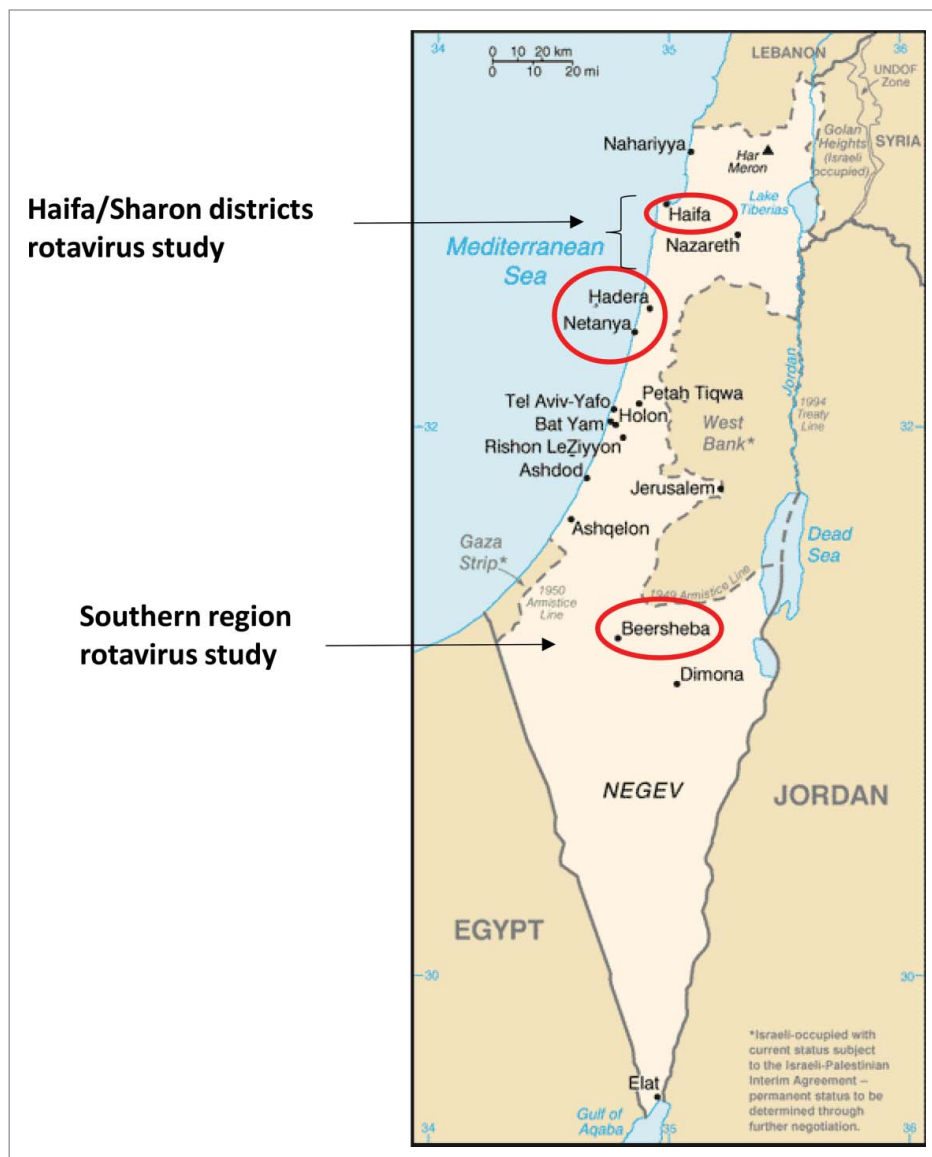 34
35
36
0 10 20 km
0 10 20 mi
LEBANON
UNDOF
Zone
Golan
Heights
(Israeli
occupied)
SYRIA
Nahariyya
Har
Meron
Lake
Tiberias
Haifa/Sharon districts
rotavirus study
Haifa
Nazareth
Mediterranean
Sea
Hadera
Netanya
Jordan
Tel Aviv-Yafo
Petah Tiqwa
Bat Yam
Holon
Rishon LeZiyyon
Ashdod
West
Bank*
1994
Treaty
Line
32
32
Jerusalem
Ashqelon
Gaza
Strip*
1950
Armistice
Line
1949 Armistice Line
Dead
Sea
Southern region
rotavirus study
Beersheba
Dimona
NEGEV
JORDAN
EGYPT
30
30
*Israeli-occupied with
current status subject
to the Israeli-Palestinian
Interim Agreement –
permanent status to be
determined through
further negotiation.
Elat
Gulf of
Aqaba
34
35
36